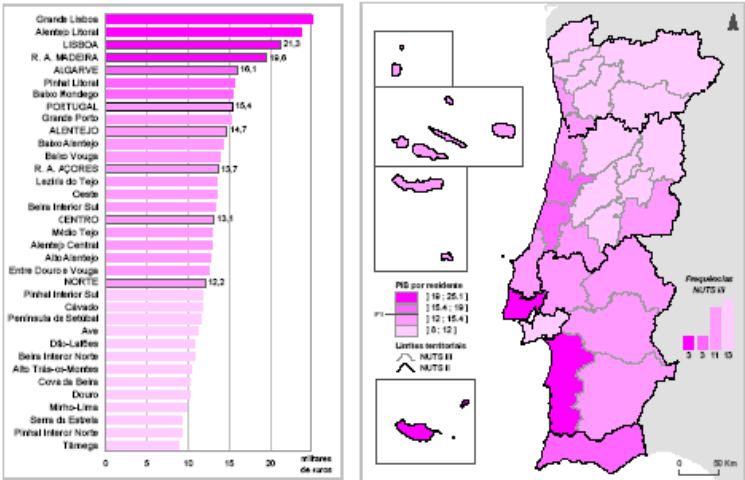 Grande Lisboa
Alentejo Litoral
LISBOA 21,3
R. A. MADEIRA 19,6
ALGARVE 16,1
Pinhal Litoral
Baixo Mondego
PORTUGAL 15,4
Grande Porto
ALENTEJO 14,7
Baixo Alentejo
Baixo Vouga
R. A. AÇORES 13,7
Lezíria do Tejo
Oeste
Beira Interior Sul
CENTRO 13,1
Médio Tejo
Alentejo Central
Alto Alentejo
Entre Douro e Vouga
NORTE 12,2
Pinhal Interior Sul
Cávado
Península de Setúbal
Ave
Dão-Lafões
Beira Interior Norte
Alto Trás-os-Montes
Cova da Beira
Douro
Minho-Lima
Serra da Estrela
Pinhal Interior Norte
Tâmega
0 5 10 15 20 milhares
de euros
PIB por residente
] 19 ; 25.1 ]
] 15.4 ; 19 ]
] 12 ; 15.4 ]
] 8 ; 12 ]
Limites territoriais
NUTS III
NUTS II
Frequências
NUTS III
3 3 11 13
0 50 Km